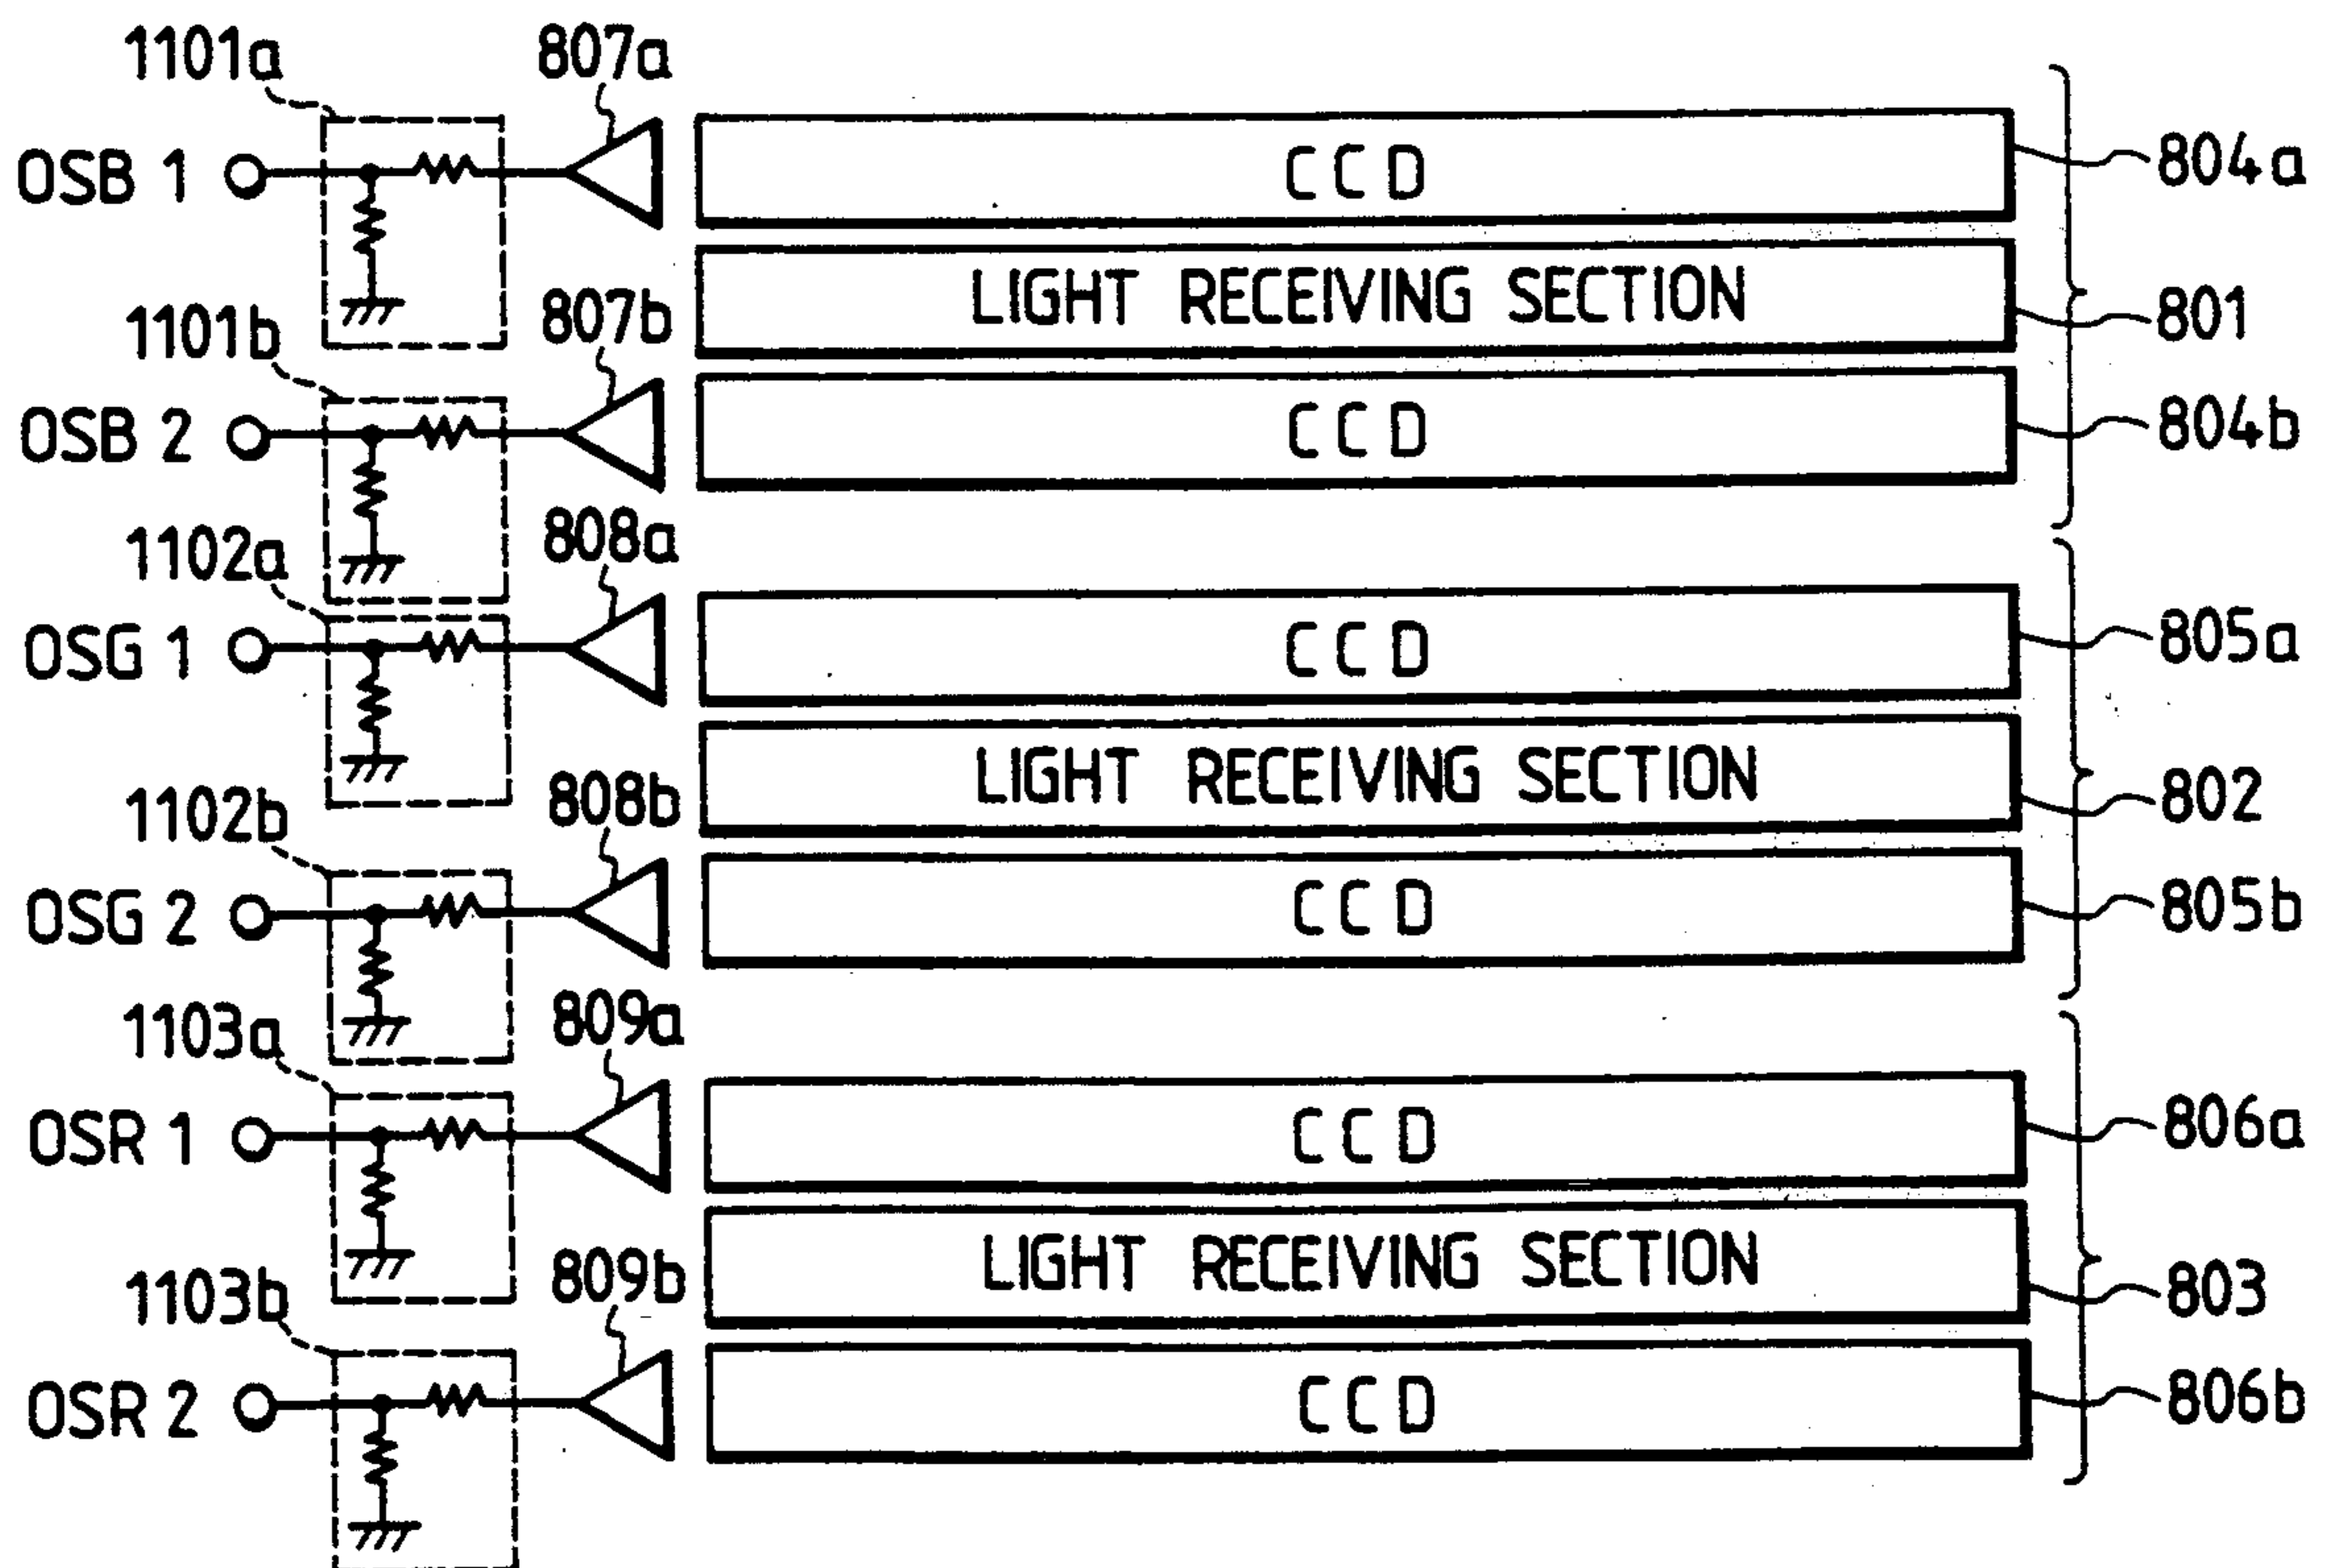 1101a 807a
OSB 1 CCD 804a
LIGHT RECEIVING SECTION 801
1101b 807b
OSB 2 CCD 804b
1102a 808a
OSG 1 CCD 805a
LIGHT RECEIVING SECTION 802
1102b 808b
OSG 2 CCD 805b
1103a 809a
OSR 1 CCD 806a
LIGHT RECEIVING SECTION 803
1103b 809b
OSR 2 CCD 806b